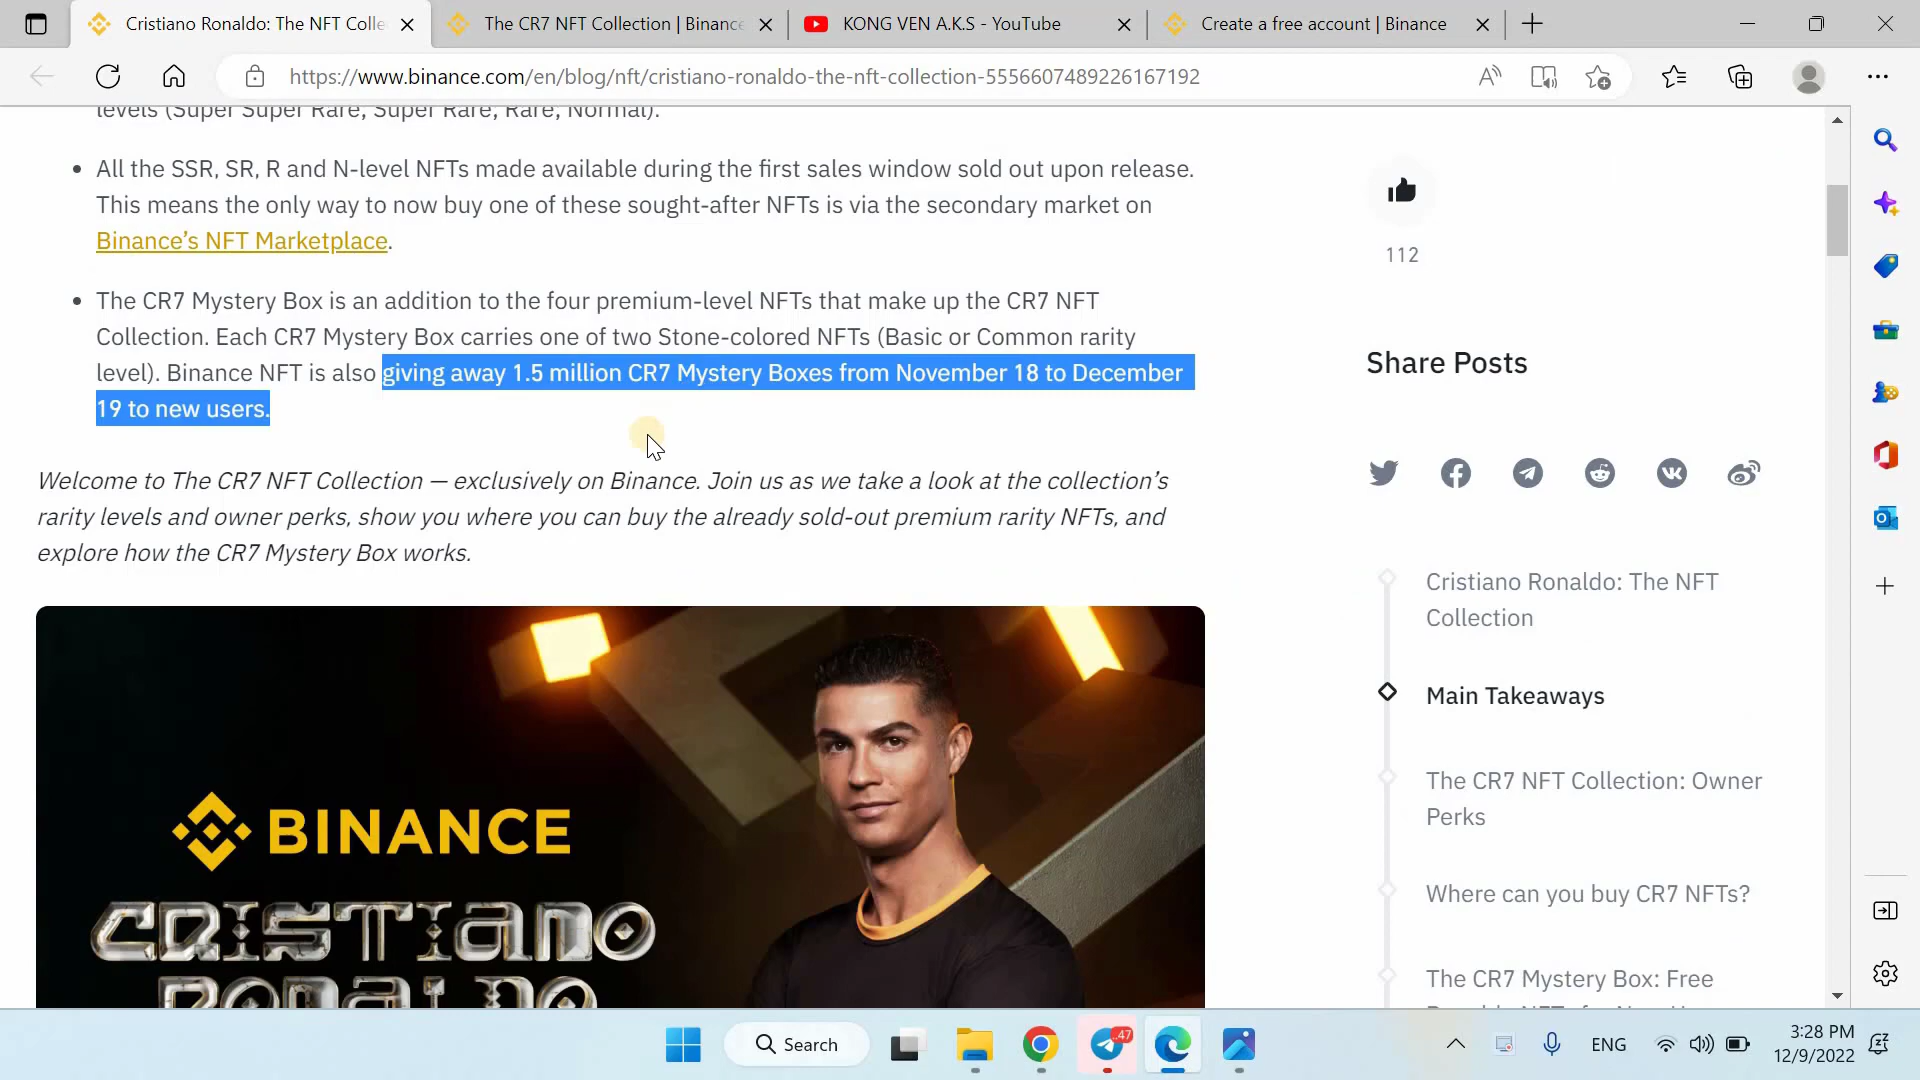 Cristiano Ronaldo: The NFT Colle
The CR7 NFT Collection | Binance
KONG VEN A.K.S - YouTube
Create a free account | Binance
https://www.binance.com/en/blog/nft/cristiano-ronaldo-the-nft-collection-5556607489226167192
levels (Super Super Rare, Super Rare, Rare, Normal).
All the SSR, SR, R and N-level NFTs made available during the first sales window sold out upon release.
This means the only way to now buy one of these sought-after NFTs is via the secondary market on
Binance’s NFT Marketplace.
The CR7 Mystery Box is an addition to the four premium-level NFTs that make up the CR7 NFT
Collection. Each CR7 Mystery Box carries one of two Stone-colored NFTs (Basic or Common rarity
level). Binance NFT is also giving away 1.5 million CR7 Mystery Boxes from November 18 to December
19 to new users.
Welcome to The CR7 NFT Collection — exclusively on Binance. Join us as we take a look at the collection’s
rarity levels and owner perks, show you where you can buy the already sold-out premium rarity NFTs, and
explore how the CR7 Mystery Box works.
BINANCE
CRISTIANO
RONALDO
112
Share Posts
Cristiano Ronaldo: The NFT
Collection
Main Takeaways
The CR7 NFT Collection: Owner
Perks
Where can you buy CR7 NFTs?
The CR7 Mystery Box: Free
Search
47
ENG
3:28 PM
12/9/2022